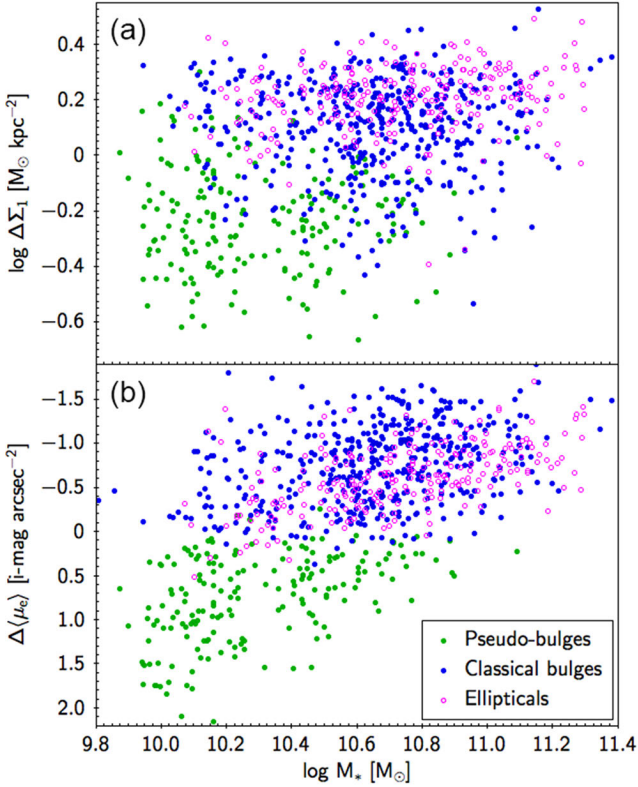 (a)
0.4
0.2
0
−0.2
−0.4
−0.6
log ΔΣ₁ [M⊙ kpc⁻²]
(b)
−1.5
−1.0
−0.5
0
0.5
1.0
1.5
2.0
Δ⟨μₑ⟩ [i-mag arcsec⁻²]
Pseudo-bulges
Classical bulges
Ellipticals
9.8 10.0 10.2 10.4 10.6 10.8 11.0 11.2 11.4
log M* [M⊙]